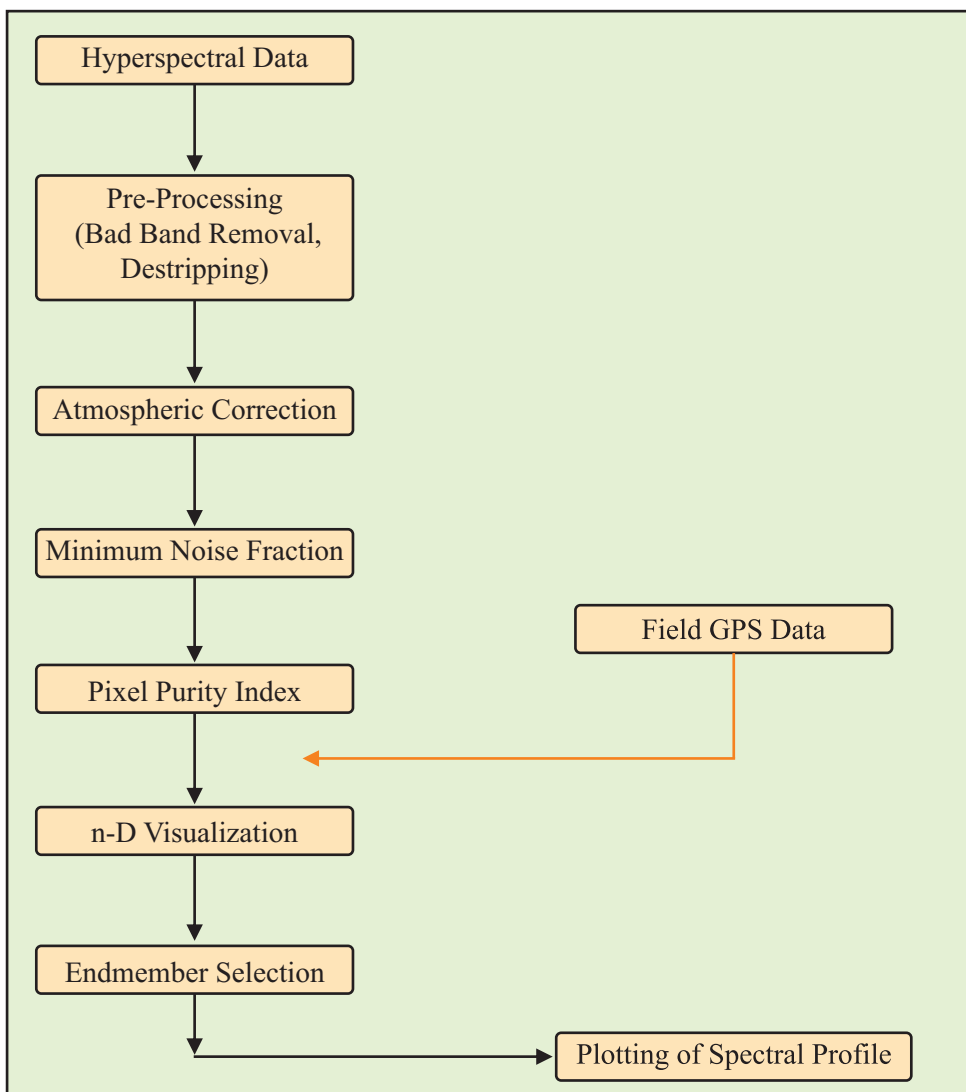 Hyperspectral Data
Pre-Processing
(Bad Band Removal,
Destripping)
Atmospheric Correction
Minimum Noise Fraction
Field GPS Data
Pixel Purity Index
n-D Visualization
Endmember Selection
Plotting of Spectral Profile